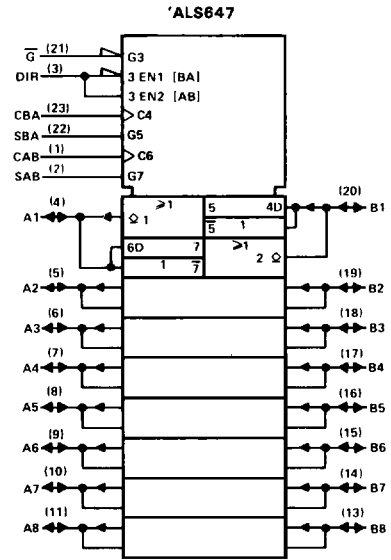 'ALS647
G̅ (21) G3
DIR (3) 3 EN1 [BA]
3 EN2 [AB]
CBA (23) C4
SBA (22) G5
CAB (1) C6
SAB (2) G7
A1 (4) ⎐ 1 ≥1 5 4D (20) B1
5̅ 1
6D 7 ≥1
1 7̅ 2 ⎐
A2 (5) (19) B2
A3 (6) (18) B3
A4 (7) (17) B4
A5 (8) (16) B5
A6 (9) (15) B6
A7 (10) (14) B7
A8 (11) (13) B8